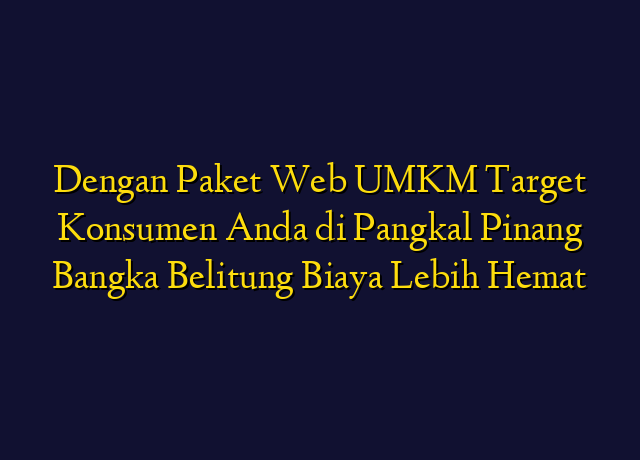 Dengan Paket Web UMKM Target
Konsumen Anda di Pangkal Pinang
Bangka Belitung Biaya Lebih Hemat